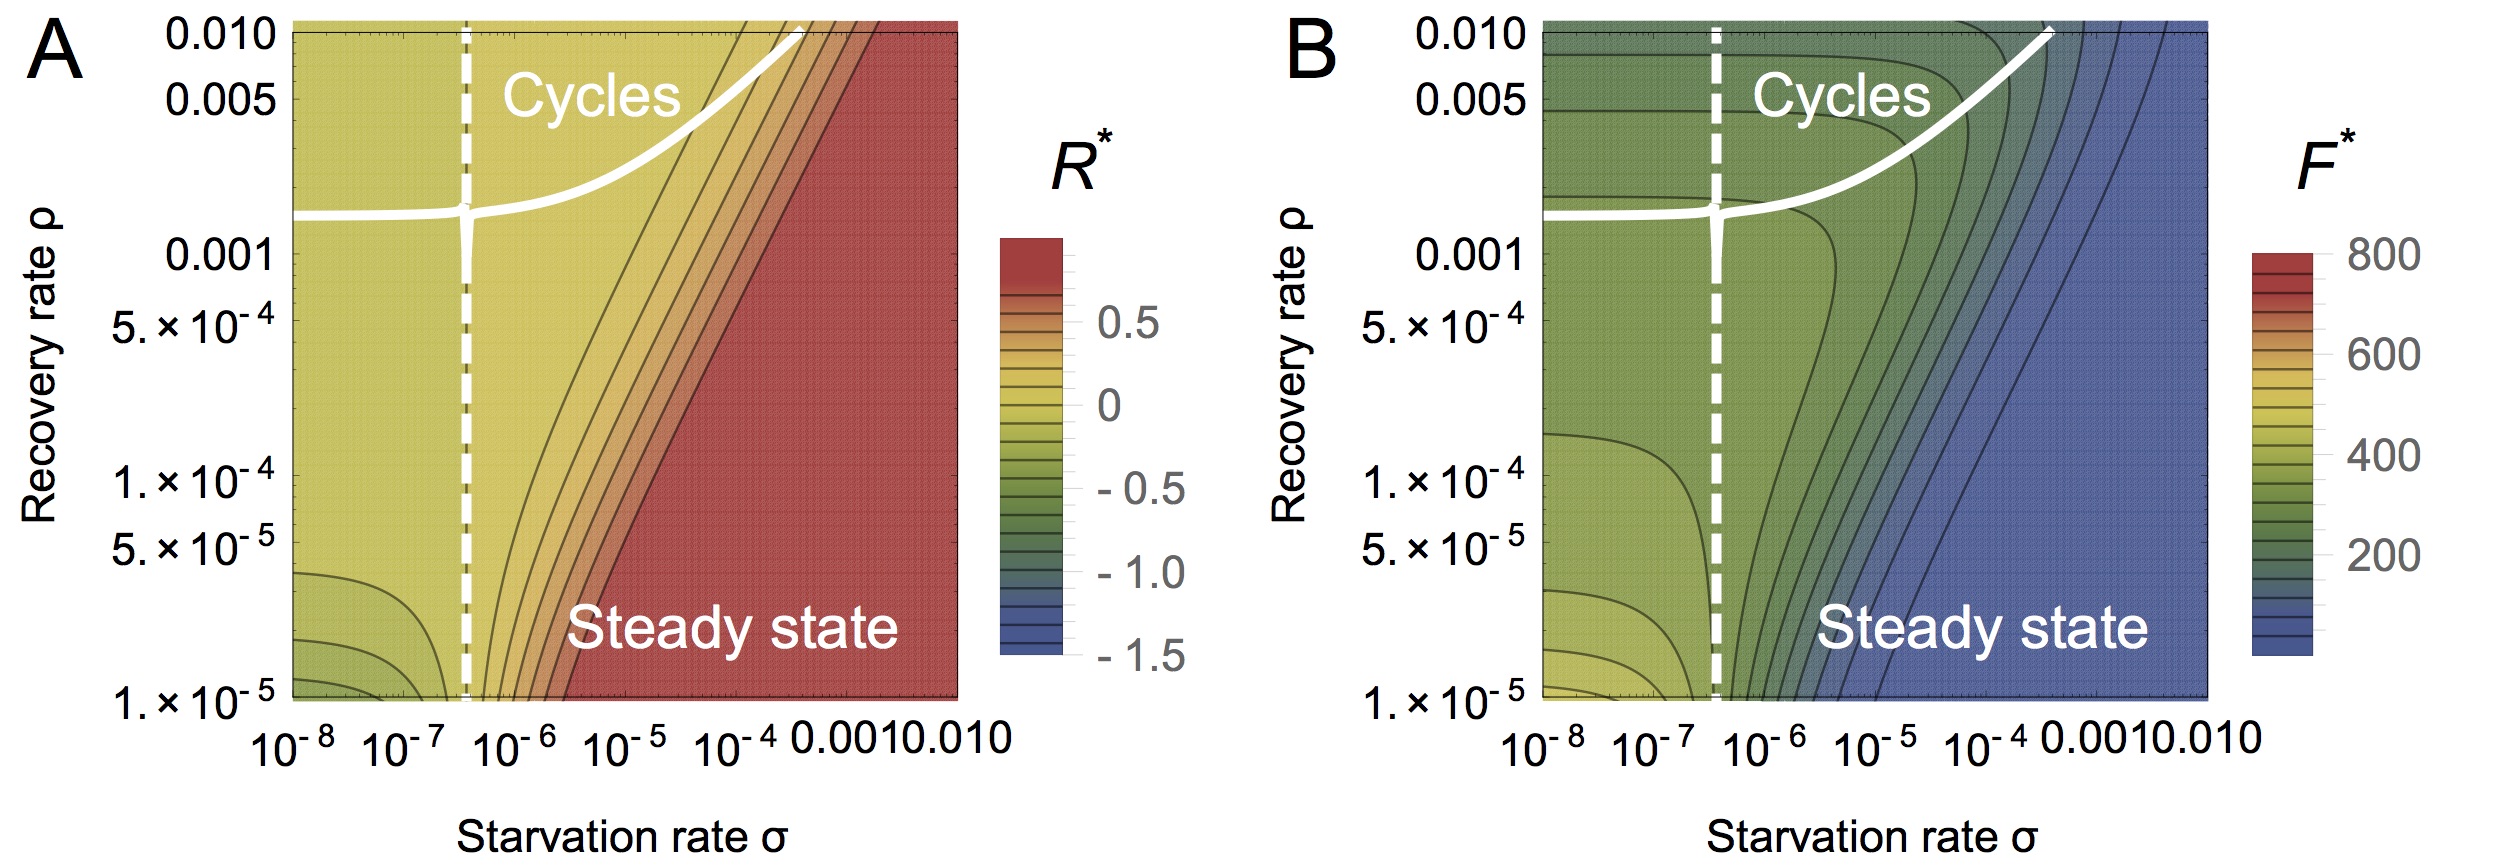 A
0.010
0.005
0.001
5.×10⁻⁴
1.×10⁻⁴
5.×10⁻⁵
1.×10⁻⁵
Recovery rate ρ
Cycles
Steady state
10⁻⁸ 10⁻⁷ 10⁻⁶ 10⁻⁵ 10⁻⁴ 0.001 0.010
Starvation rate σ
R*
0.5
0
-0.5
-1.0
-1.5
B
0.010
0.005
0.001
5.×10⁻⁴
1.×10⁻⁴
5.×10⁻⁵
1.×10⁻⁵
Recovery rate ρ
Cycles
Steady state
10⁻⁸ 10⁻⁷ 10⁻⁶ 10⁻⁵ 10⁻⁴ 0.001 0.010
Starvation rate σ
F*
800
600
400
200